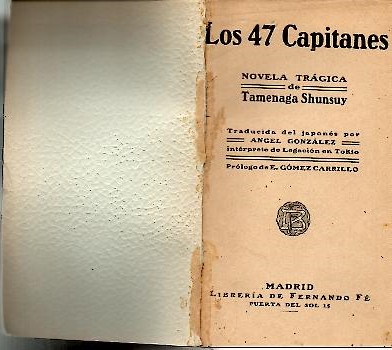 Los 47 Capitanes
NOVELA TRÁGICA
de
Tamenaga Shunsuy
Traducida del japonés por
ANGEL GONZÁLEZ
intérprete de Legación en Tokio
Prólogo de E. GÓMEZ CARRILLO
MADRID
LIBRERÍA DE FERNANDO FÉ
PUERTA DEL SOL 15